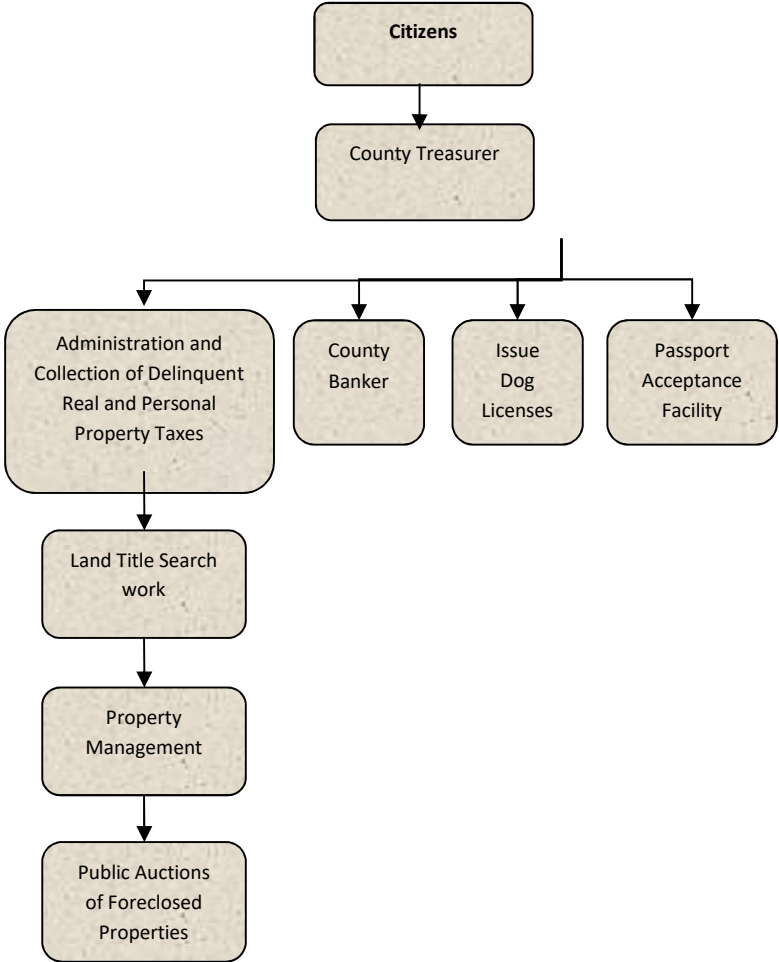 Citizens
County Treasurer
Administration and
Collection of Delinquent
Real and Personal
Property Taxes
County
Banker
Issue
Dog
Licenses
Passport
Acceptance
Facility
Land Title Search
work
Property
Management
Public Auctions
of Foreclosed
Properties